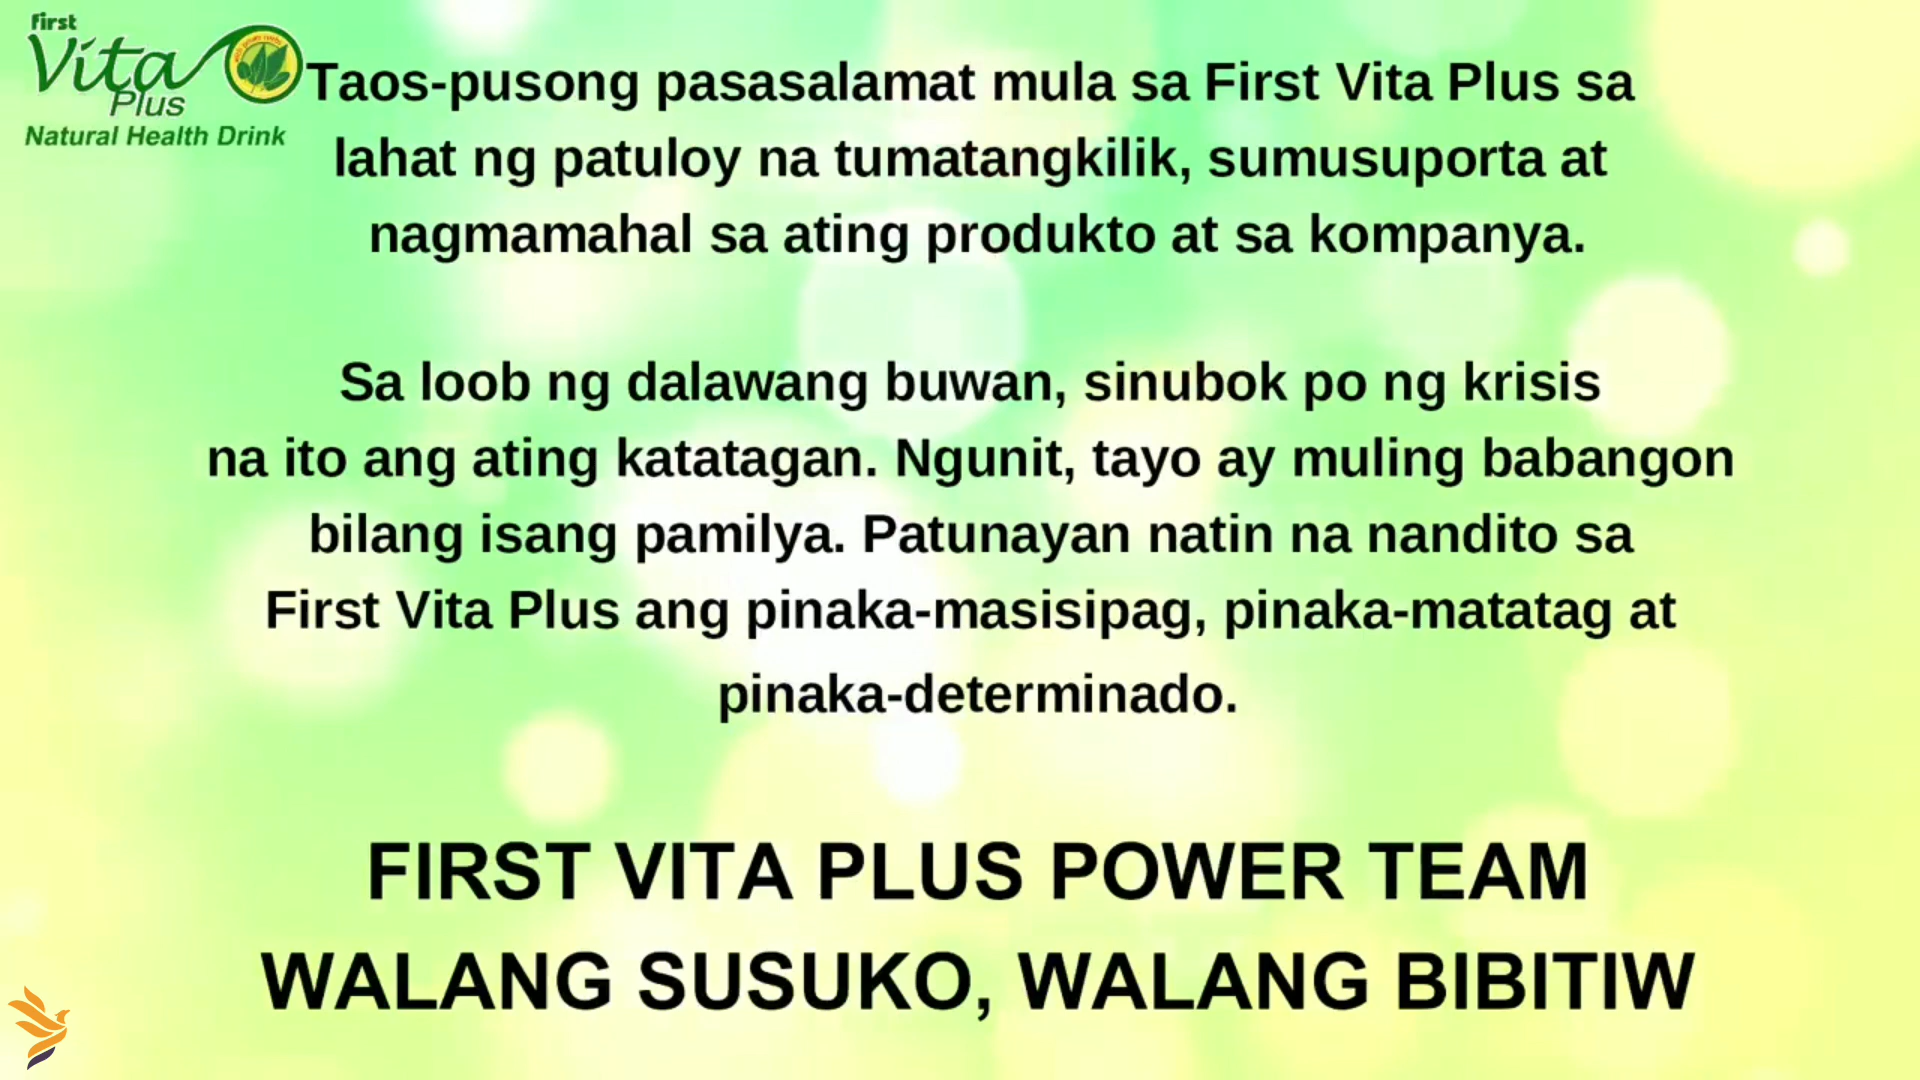 first
Vita
Plus
Natural Health Drink
Taos-pusong pasasalamat mula sa First Vita Plus sa
lahat ng patuloy na tumatangkilik, sumusuporta at
nagmamahal sa ating produkto at sa kompanya.
Sa loob ng dalawang buwan, sinubok po ng krisis
na ito ang ating katatagan. Ngunit, tayo ay muling babangon
bilang isang pamilya. Patunayan natin na nandito sa
First Vita Plus ang pinaka-masisipag, pinaka-matatag at
pinaka-determinado.
FIRST VITA PLUS POWER TEAM
WALANG SUSUKO, WALANG BIBITIW